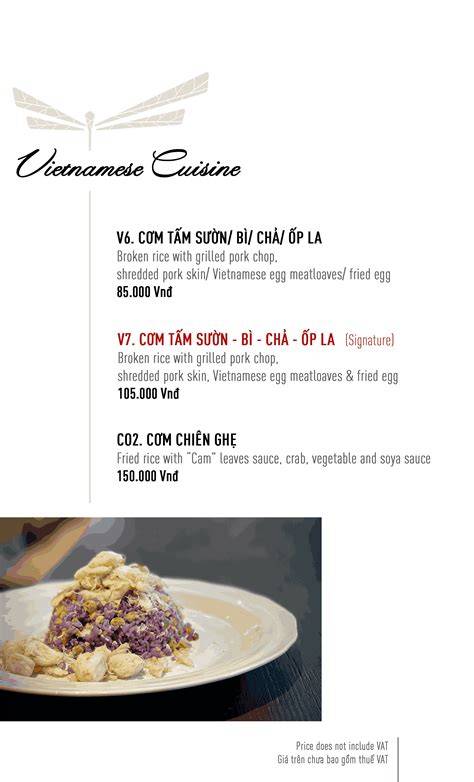 Vietnamese Cuisine
V6. CƠM TẤM SƯỜN/ BÌ/ CHẢ/ ỐP LA
Broken rice with grilled pork chop,
shredded pork skin/ Vietnamese egg meatloaves/ fried egg
85.000 Vnđ
V7. CƠM TẤM SƯỜN - BÌ - CHẢ - ỐP LA (Signature)
Broken rice with grilled pork chop,
shredded pork skin, Vietnamese egg meatloaves & fried egg
105.000 Vnđ
CO2. CƠM CHIÊN GHẸ
Fried rice with "Cam" leaves sauce, crab, vegetable and soya sauce
150.000 Vnđ
Price does not include VAT
Giá trên chưa bao gồm thuế VAT